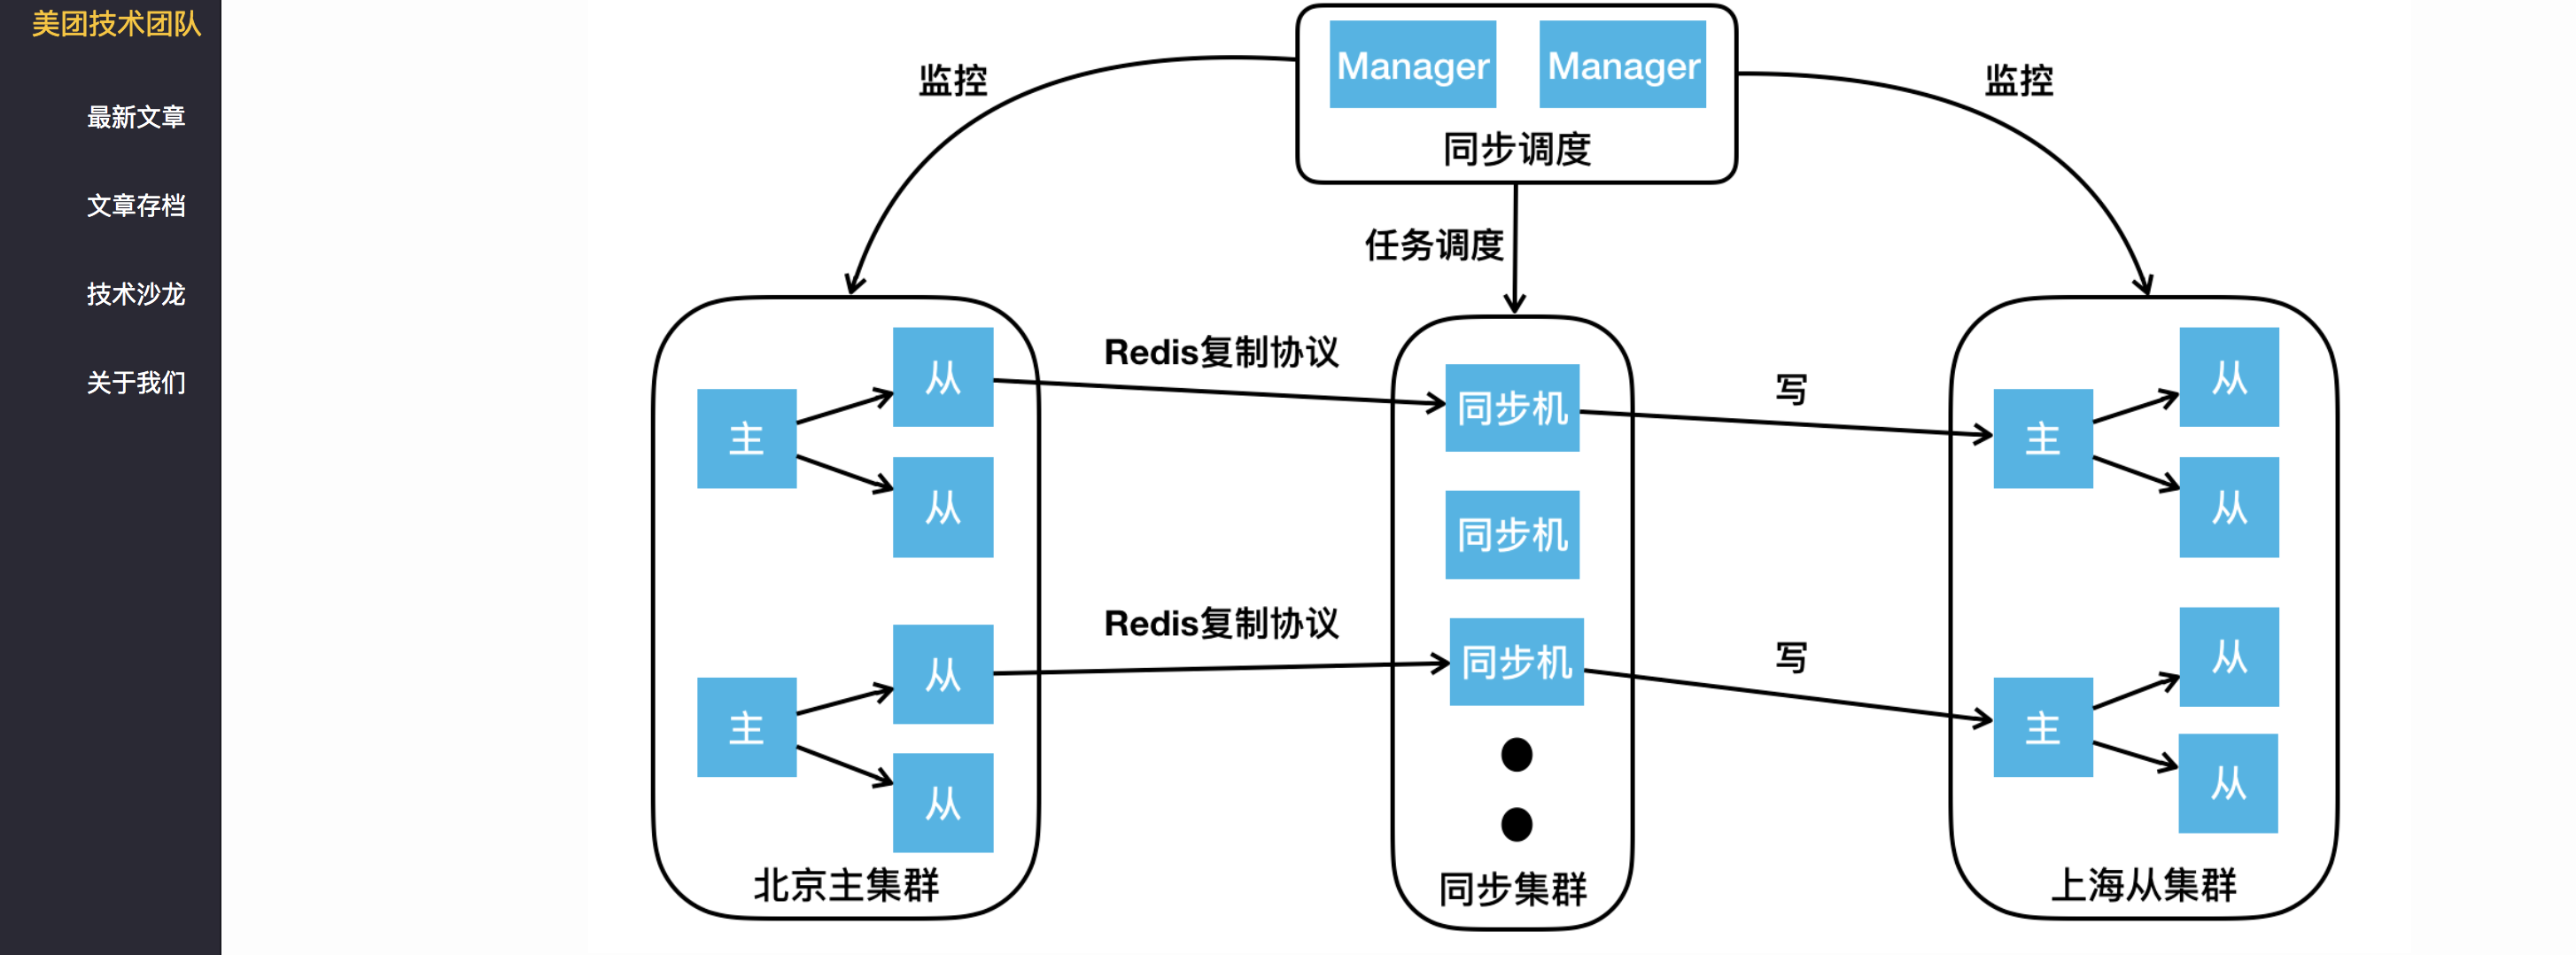 美团技术团队
最新文章
文章存档
技术沙龙
关于我们
Manager
Manager
同步调度
监控
监控
任务调度
主
从
从
主
从
从
北京主集群
Redis复制协议
Redis复制协议
同步机
同步机
同步机
同步集群
写
写
主
从
从
主
从
从
上海从集群